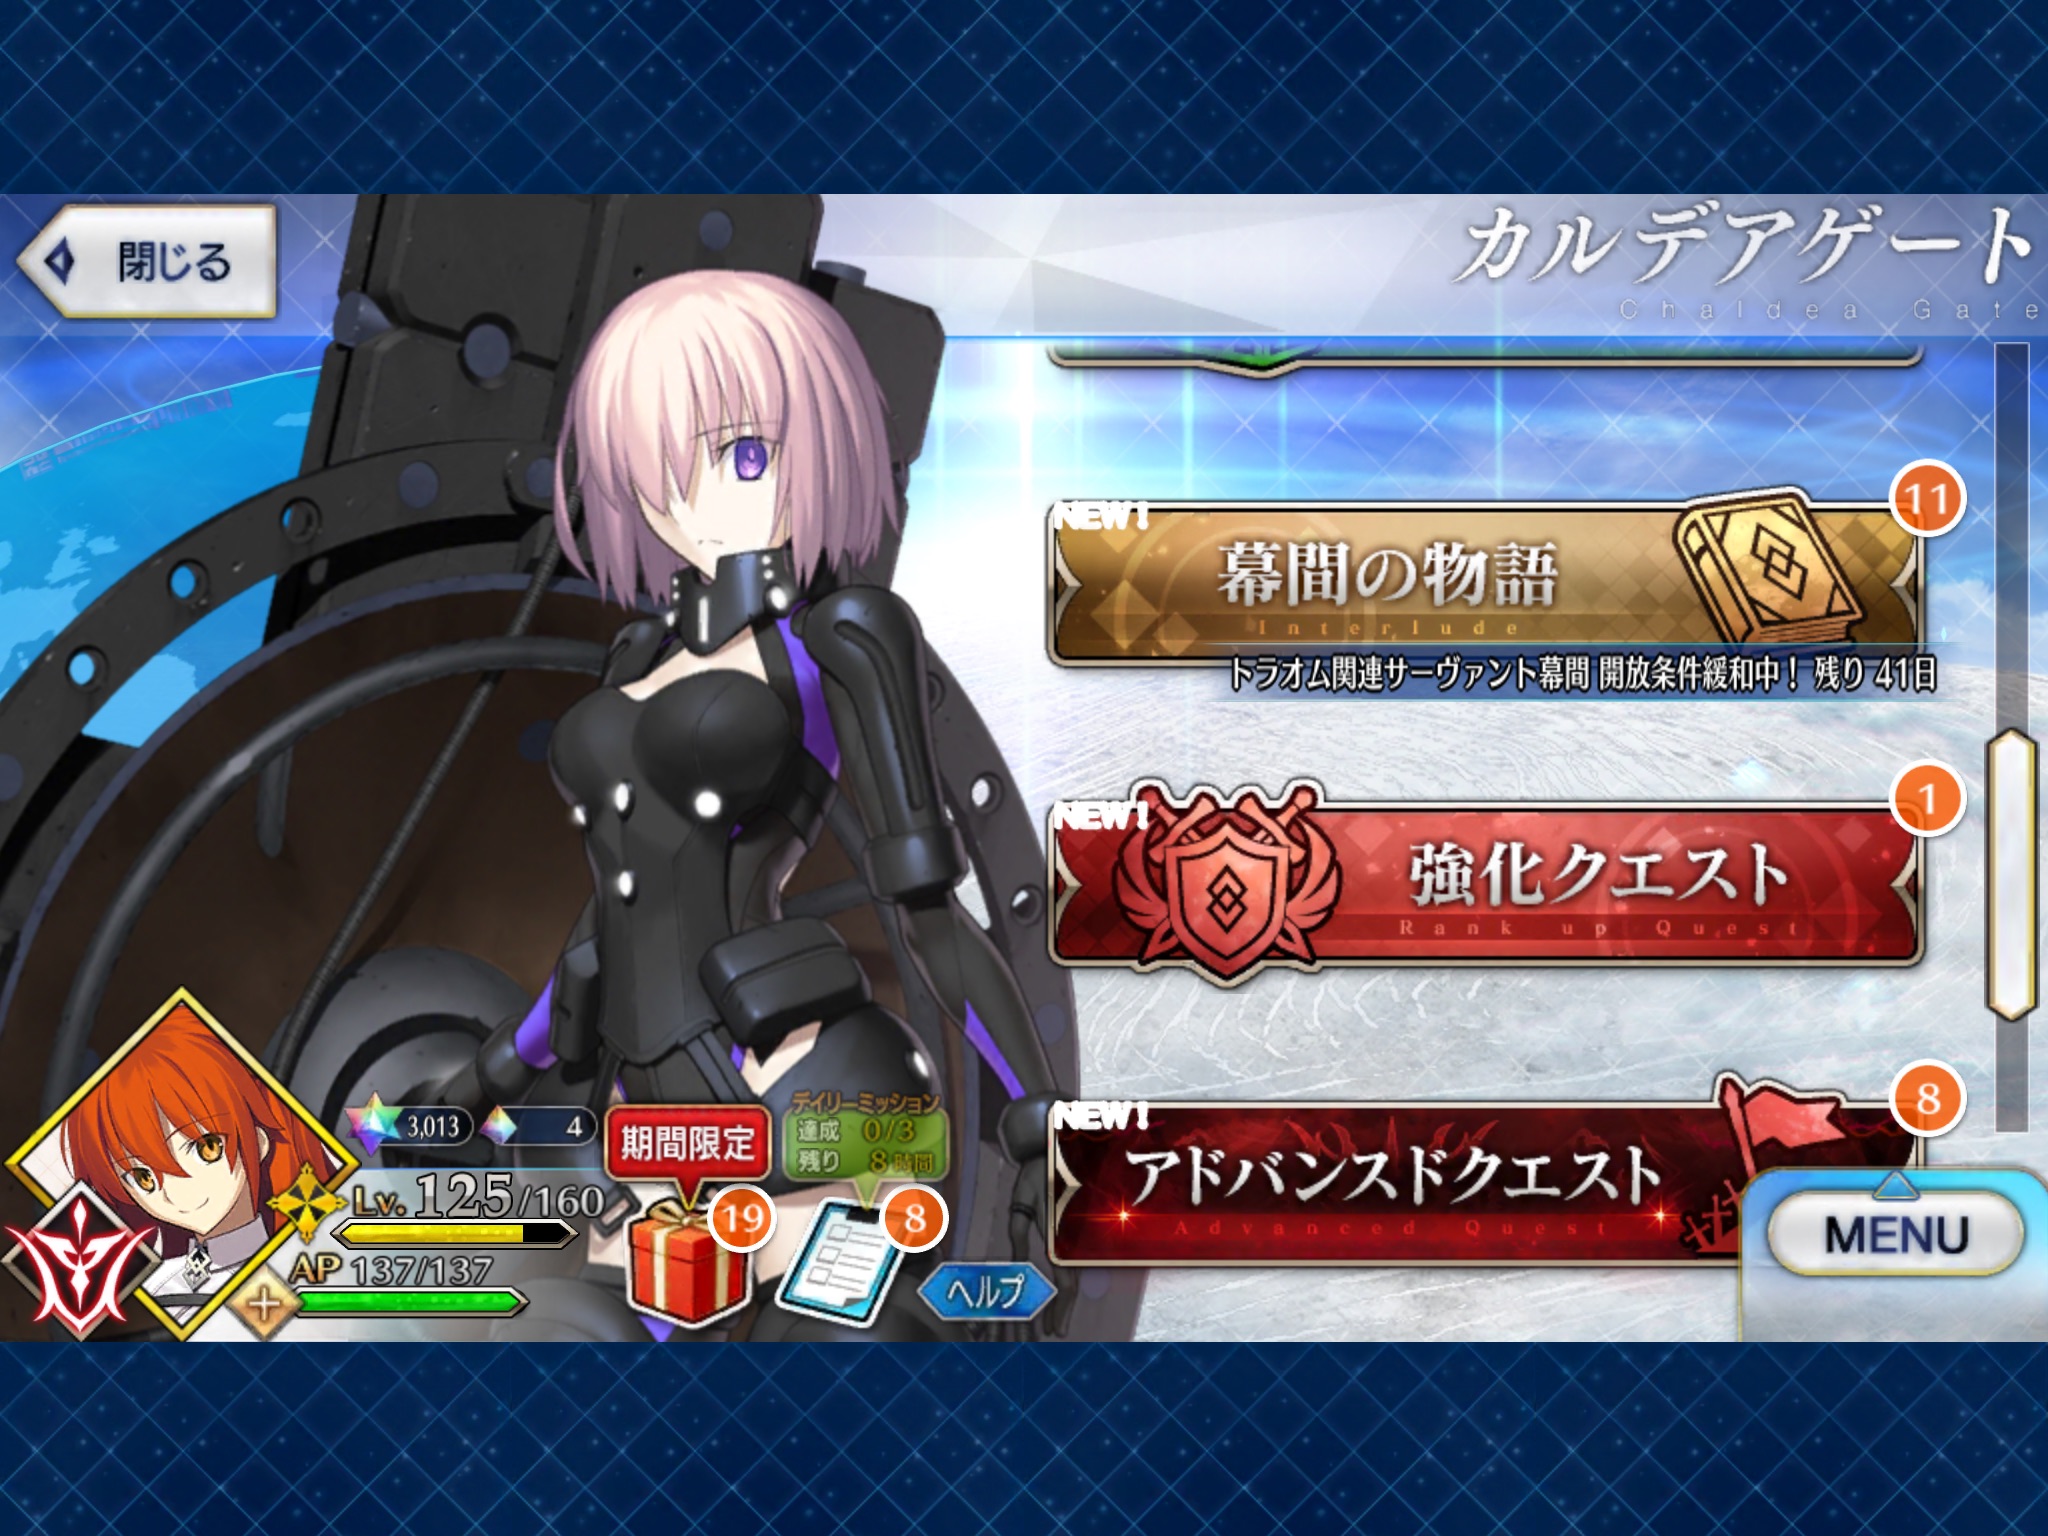 閉じる
カルデアゲート
Chaldea Gate
NEW!
11
幕間の物語
Interlude
トラオム関連サーヴァント幕間 開放条件緩和中！ 残り 41日
NEW!
1
強化クエスト
Rank up Quest
NEW!
8
アドバンスドクエスト
Advanced Quest
MENU
3,013
4
期間限定
デイリーミッション
達成 0/3
残り 8時間
Lv. 125/160
19
8
AP 137/137
ヘルプ